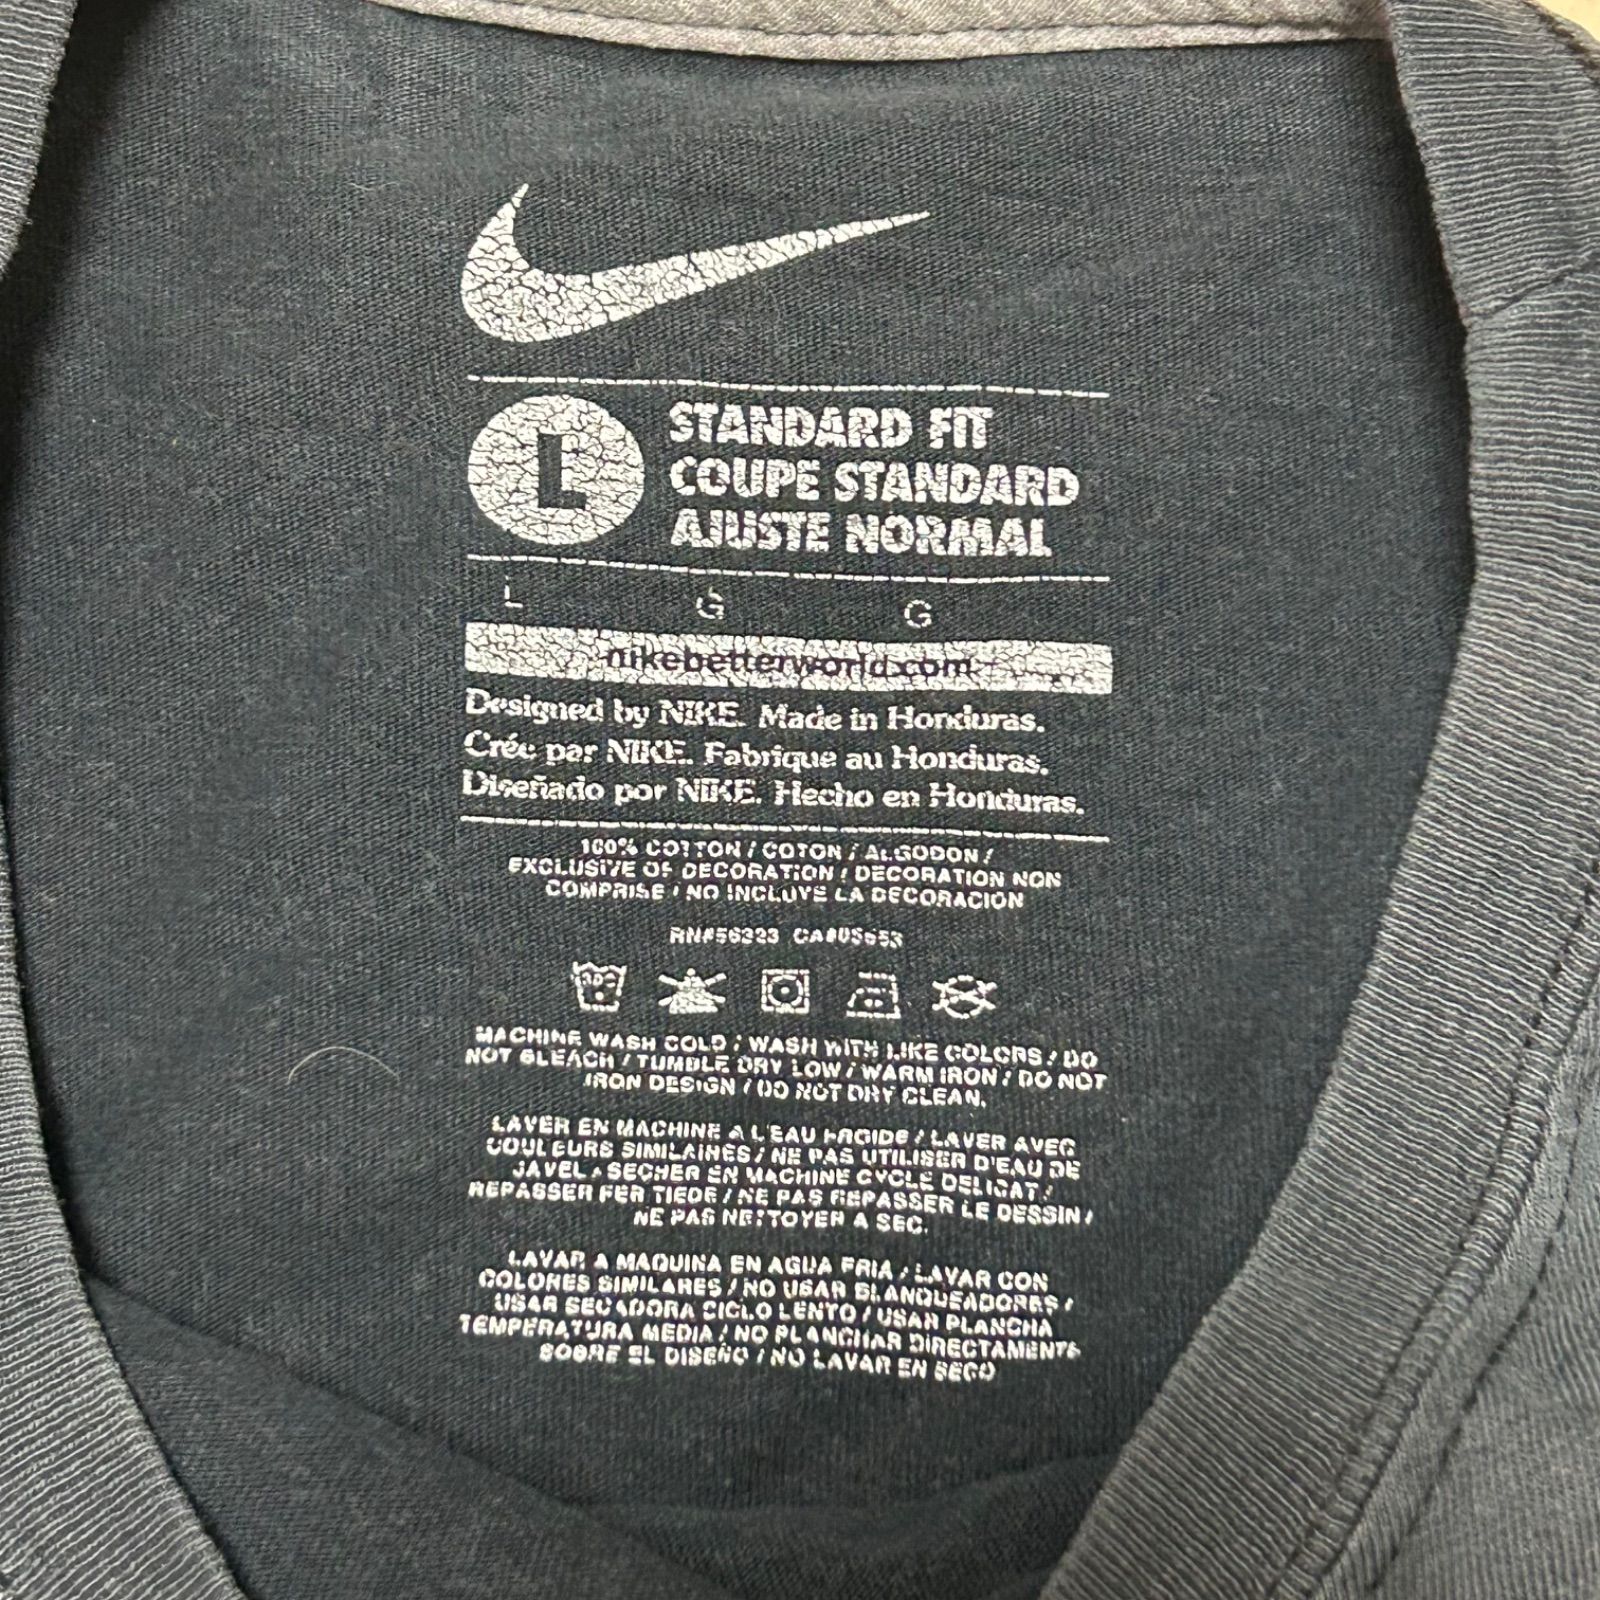 L
STANDARD FIT
COUPE STANDARD
AJUSTE NORMAL
L G G
nikebetterworld.com
Designed by NIKE. Made in Honduras.
Crée par NIKE. Fabrique au Honduras.
Diseñado por NIKE. Hecho en Honduras.
100% COTTON / COTON / ALGODON /
EXCLUSIVE OF DECORATION / DECORATION NON
COMPRISE / NO INCLUYE LA DECORACION
RN#56323 CA#05553
MACHINE WASH COLD / WASH WITH LIKE COLORS / DO
NOT BLEACH / TUMBLE DRY LOW / WARM IRON / DO NOT
IRON DESIGN / DO NOT DRY CLEAN.
LAVER EN MACHINE A L'EAU FROIDE / LAVER AVEC
COULEURS SIMILAIRES / NE PAS UTILISER D'EAU DE
JAVEL / SECHER EN MACHINE CYCLE DELICAT /
REPASSER FER TIEDE / NE PAS REPASSER LE DESSIN /
NE PAS NETTOYER A SEC.
LAVAR A MAQUINA EN AGUA FRIA / LAVAR CON
COLORES SIMILARES / NO USAR BLANQUEADORES /
USAR SECADORA CICLO LENTO / USAR PLANCHA
TEMPERATURA MEDIA / NO PLANCHAR DIRECTAMENTE
SOBRE EL DISEÑO / NO LAVAR EN SECO